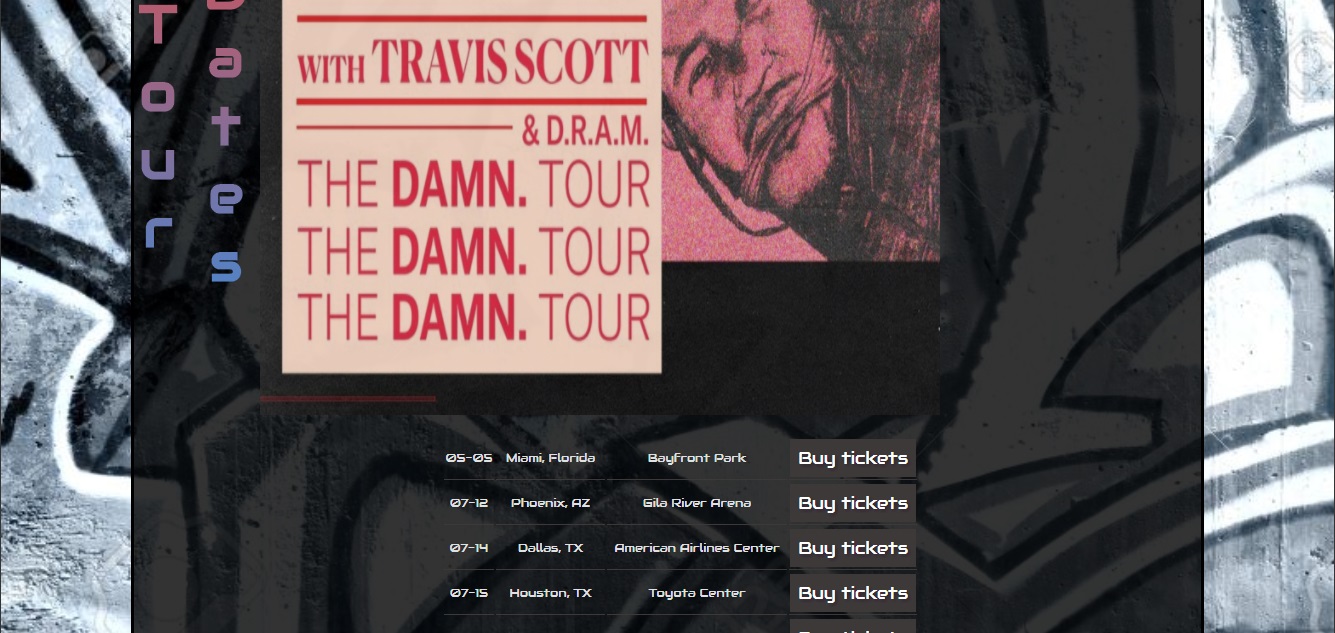 Tour
Dates
WITH TRAVIS SCOTT
& D.R.A.M.
THE DAMN. TOUR
THE DAMN. TOUR
THE DAMN. TOUR
05-05 Miami, Florida Bayfront Park Buy tickets
07-12 Phoenix, AZ Gila River Arena Buy tickets
07-14 Dallas, TX American Airlines Center Buy tickets
07-15 Houston, TX Toyota Center Buy tickets